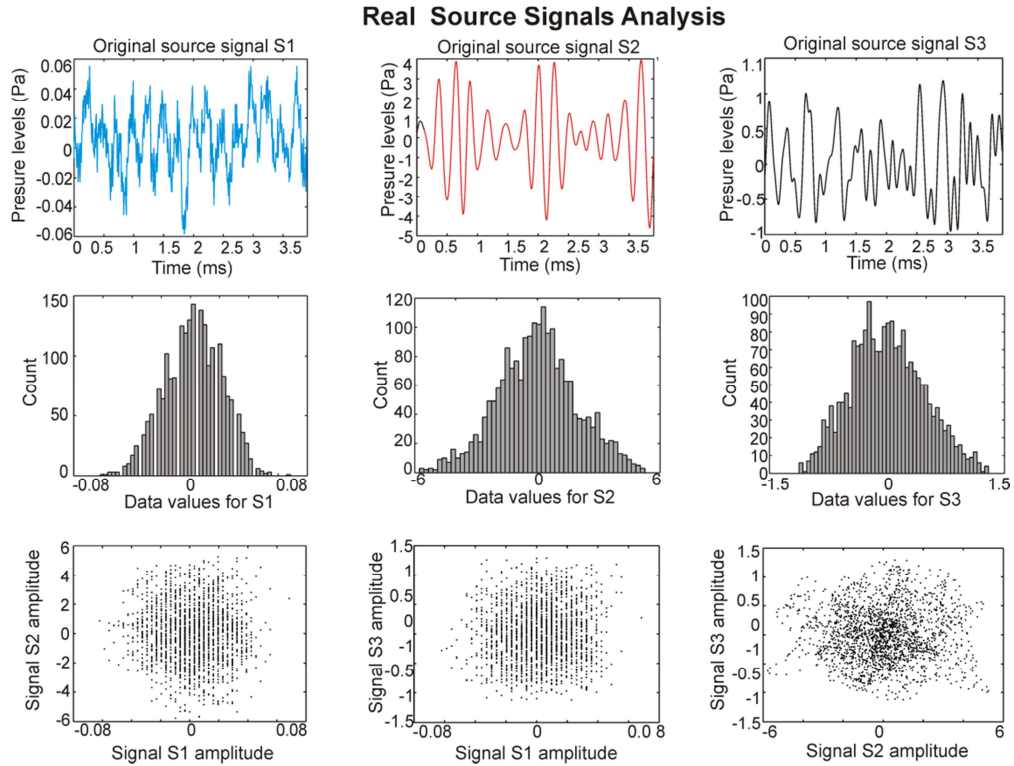 Real Source Signals Analysis
Original source signal S1
Presure levels (Pa)
0.06
0.04
0.02
0
-0.02
-0.04
-0.06
0 0.5 1 1.5 2 2.5 3 3.5
Time (ms)
Original source signal S2
Presure levels (Pa)
4
3
2
1
0
-1
-2
-3
-4
-5
0 0.5 1 1.5 2 2.5 3 3.5
Time (ms)
Original source signal S3
Presure levels (Pa)
1.1
1
0.5
0
-0.5
-1
0 0.5 1 1.5 2 2.5 3 3.5
Time (ms)
Count
150
100
50
0
-0.08 0 0.08
Data values for S1
Count
120
100
80
60
40
20
0
-6 0 6
Data values for S2
Count
100
90
80
70
60
50
40
30
20
10
0
-1.5 0 1.5
Data values for S3
Signal S2 amplitude
6
4
2
0
-2
-4
-6
-0.08 0 0.08
Signal S1 amplitude
Signal S3 amplitude
1.5
1
0.5
0
-0.5
-1
-1.5
-0.08 0 0.0 8
Signal S1 amplitude
Signal S3 amplitude
1.5
1
0.5
0
-0.5
-1
-1.5
-6 0 6
Signal S2 amplitude